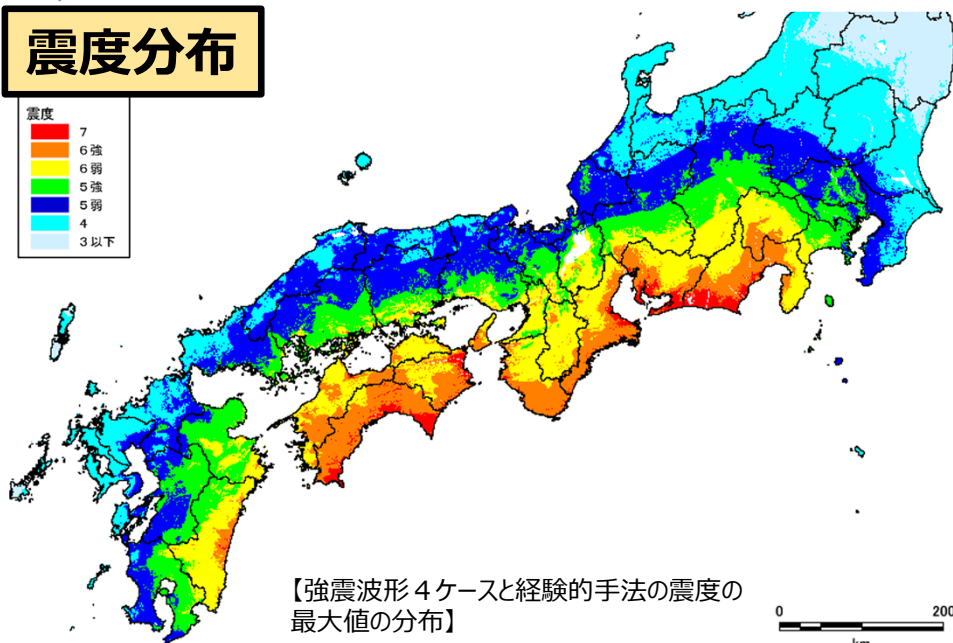 震度分布
震度
7
6強
6弱
5強
5弱
4
3以下
【強震波形４ケースと経験的手法の震度の
最大値の分布】
0 200
km